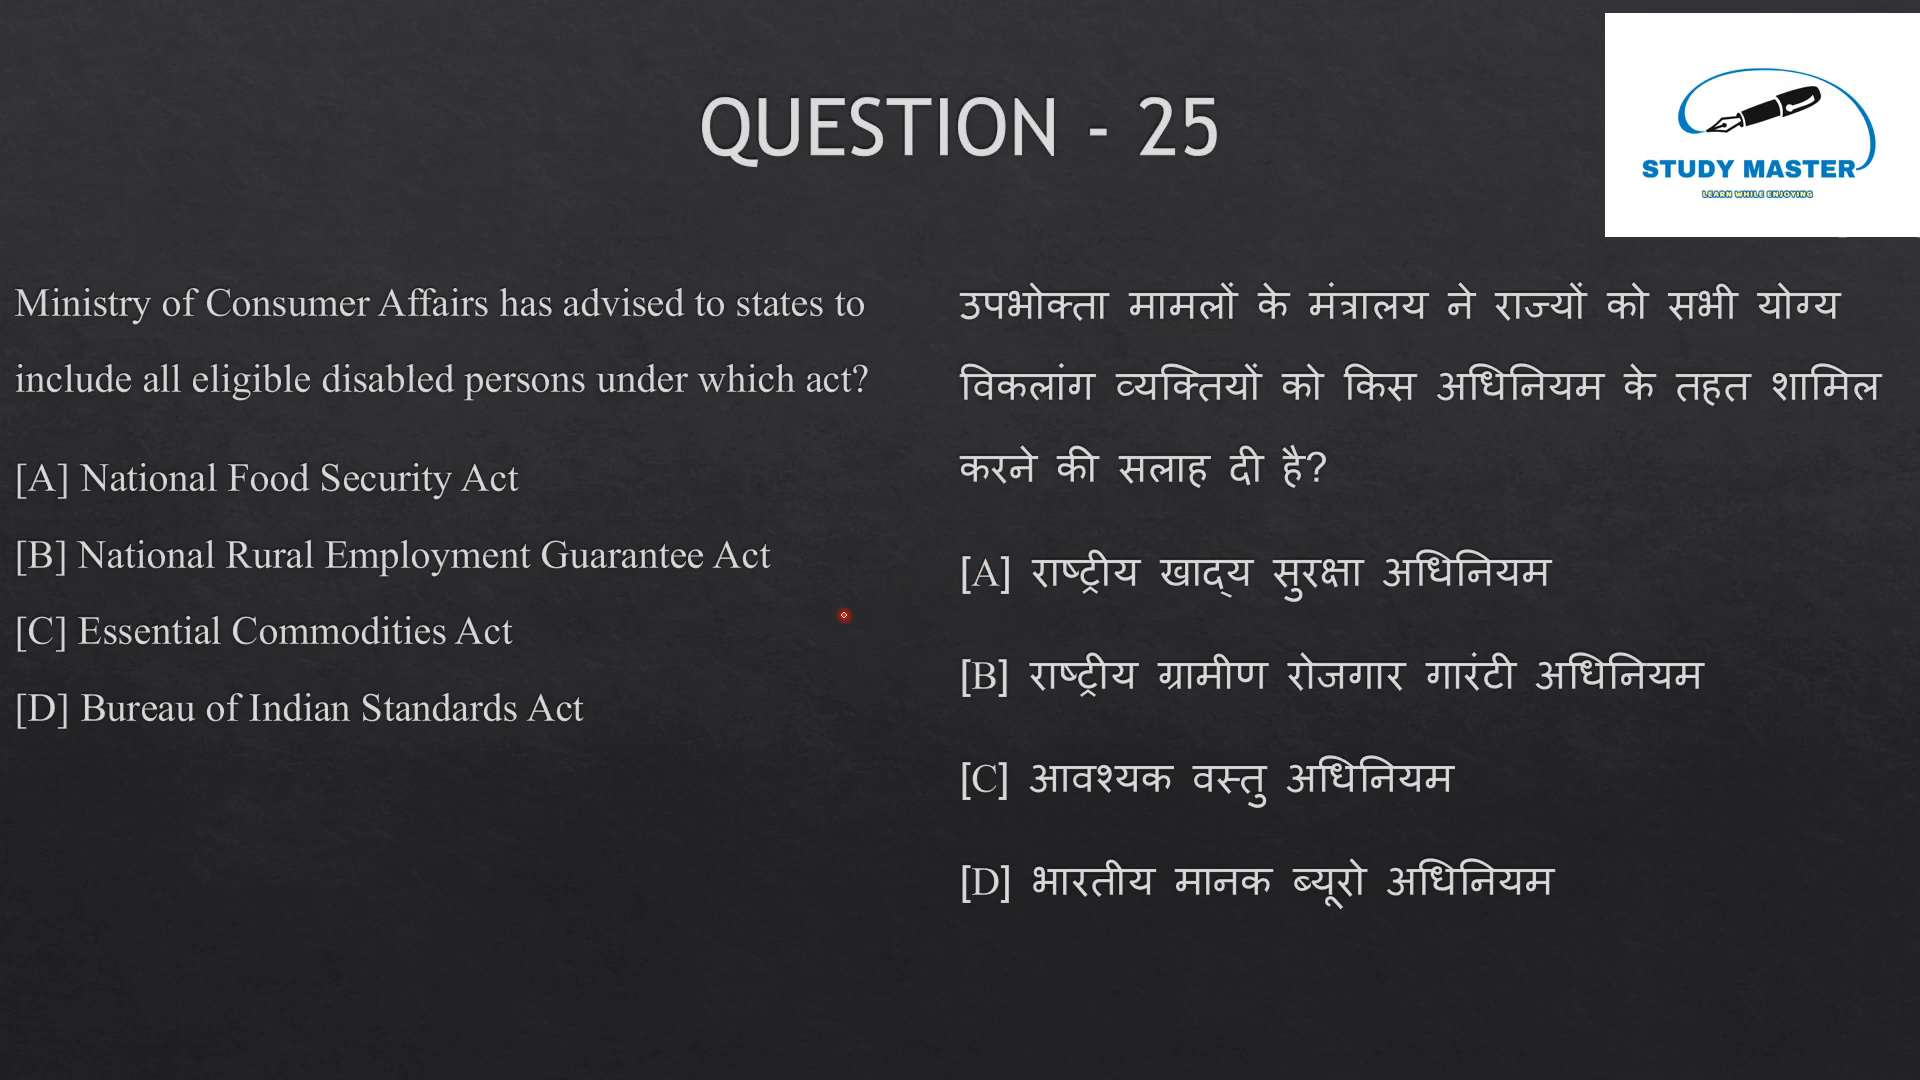 QUESTION - 25
STUDY MASTER
LEARN WHILE ENJOYING
Ministry of Consumer Affairs has advised to states to
include all eligible disabled persons under which act?
[A] National Food Security Act
[B] National Rural Employment Guarantee Act
[C] Essential Commodities Act
[D] Bureau of Indian Standards Act
उपभोक्ता मामलों के मंत्रालय ने राज्यों को सभी योग्य
विकलांग व्यक्तियों को किस अधिनियम के तहत शामिल
करने की सलाह दी है?
[A] राष्ट्रीय खाद्य सुरक्षा अधिनियम
[B] राष्ट्रीय ग्रामीण रोजगार गारंटी अधिनियम
[C] आवश्यक वस्तु अधिनियम
[D] भारतीय मानक ब्यूरो अधिनियम